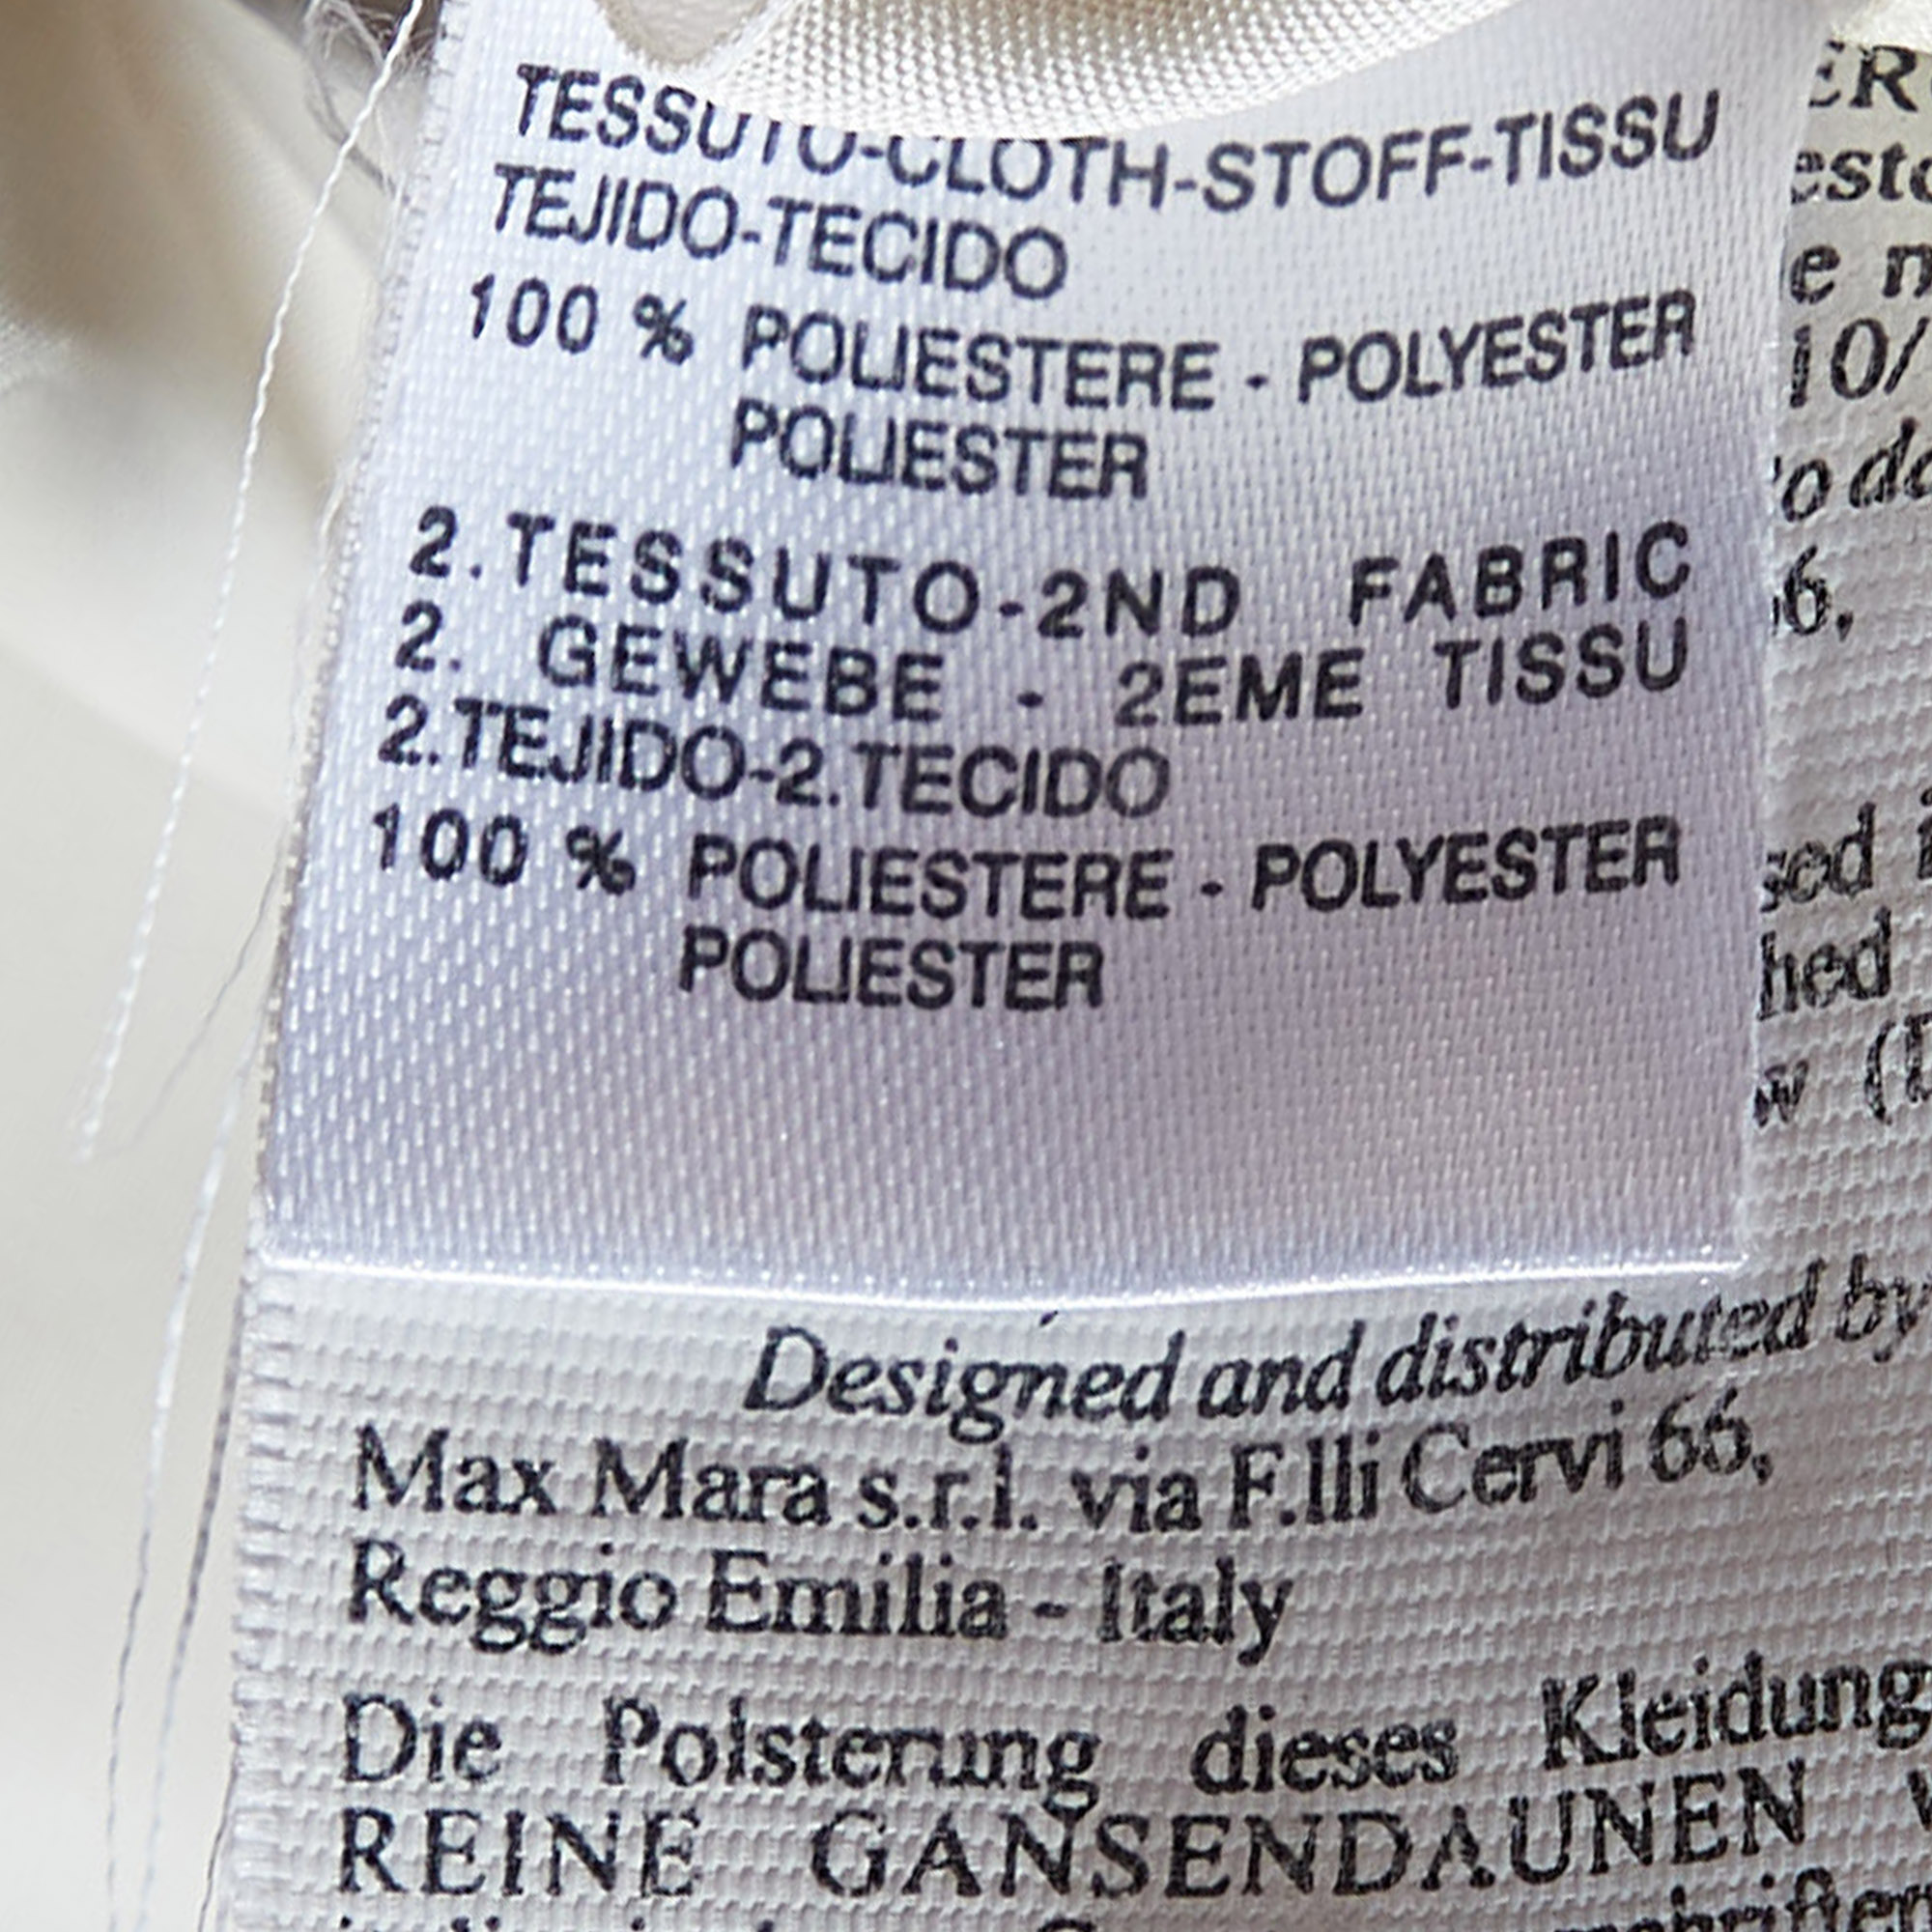 TESSUTO-CLOTH-STOFF-TISSU
TEJIDO-TECIDO
100 % POLIESTERE - POLYESTER
POLIESTER
2.TESSUTO-2ND FABRIC
2. GEWEBE - 2EME TISSU
2.TEJIDO-2.TECIDO
100 % POLIESTERE - POLYESTER
POLIESTER
10/
6,
Designed and distributed by
Max Mara s.r.l. via F.lli Cervi 66,
Reggio Emilia - Italy
Die Polsterung dieses Kleidung
REINE GANSENDAUNEN